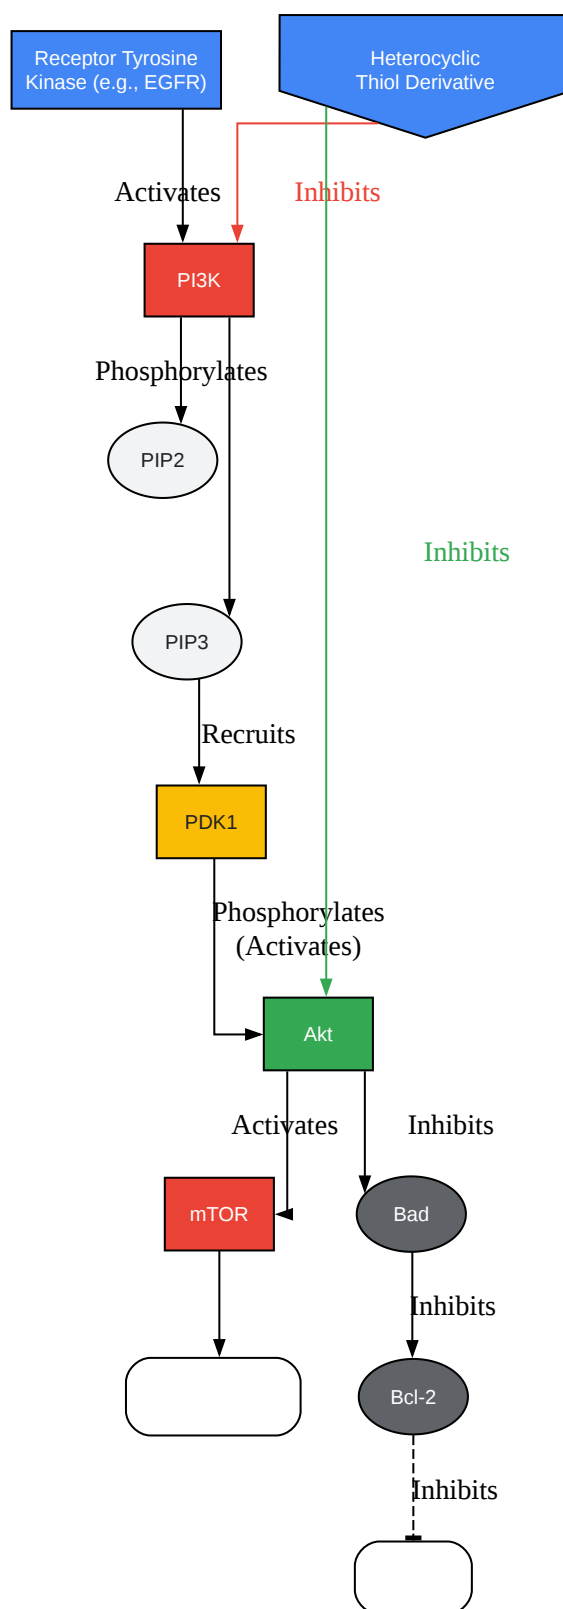 Receptor Tyrosine
Kinase (e.g., EGFR)
Heterocyclic
Thiol Derivative
Activates
Inhibits
PI3K
Phosphorylates
PIP2
Inhibits
PIP3
Recruits
PDK1
Phosphorylates
(Activates)
Akt
Activates
Inhibits
mTOR
Bad
Inhibits
Bcl-2
Inhibits